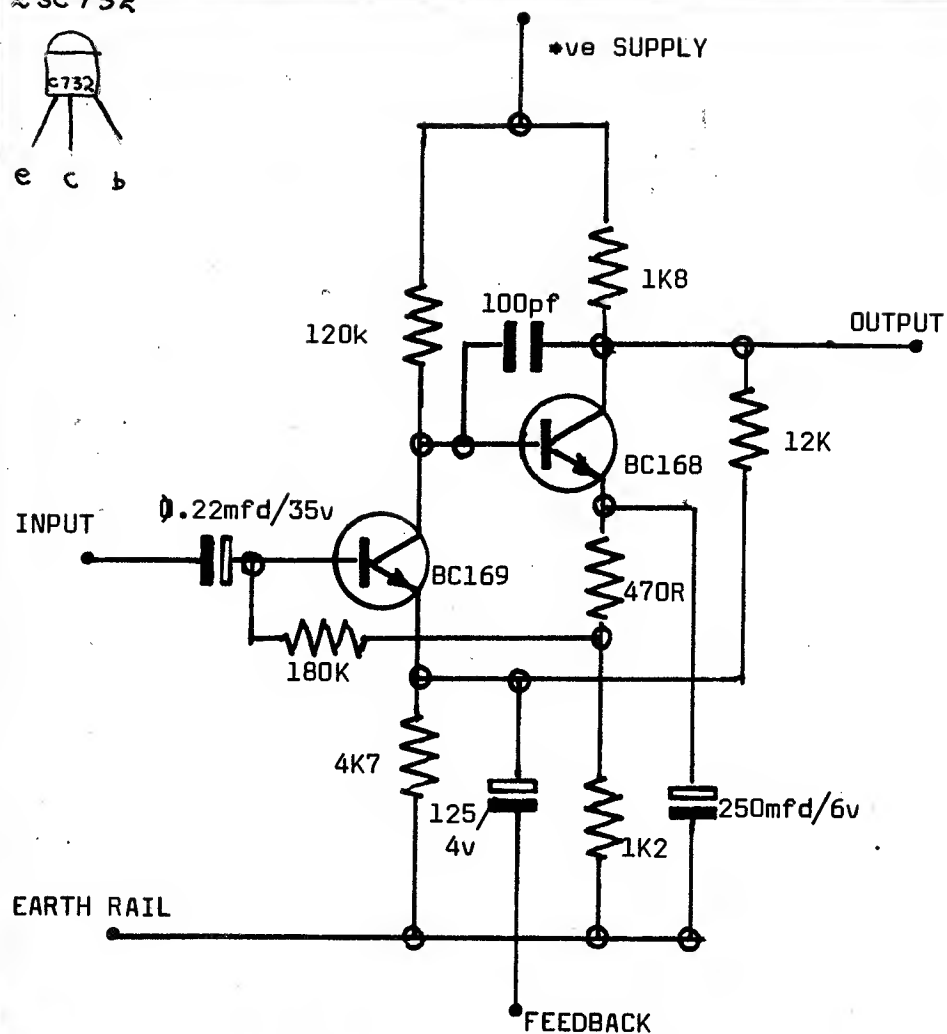 2SC732
C732
e c b
+ve SUPPLY
1K8
100pf
120k
OUTPUT
12K
BC168
0.22mfd/35v
INPUT
BC169
470R
180K
4K7
125
4v
250mfd/6v
1K2
EARTH RAIL
FEEDBACK